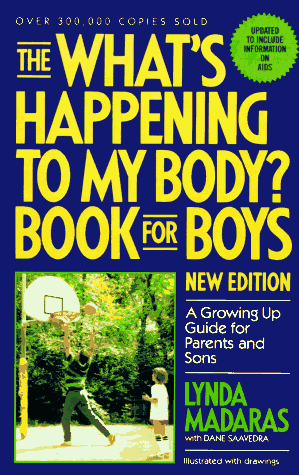 OVER 300,000 COPIES SOLD
UPDATED
TO INCLUDE
INFORMATION
ON
AIDS
THE WHAT'S
HAPPENING
TO MY BODY?
BOOK FOR BOYS
NEW EDITION
A Growing Up
Guide for
Parents and
Sons
LYNDA
MADARAS
with DANE SAAVEDRA
Illustrated with drawings